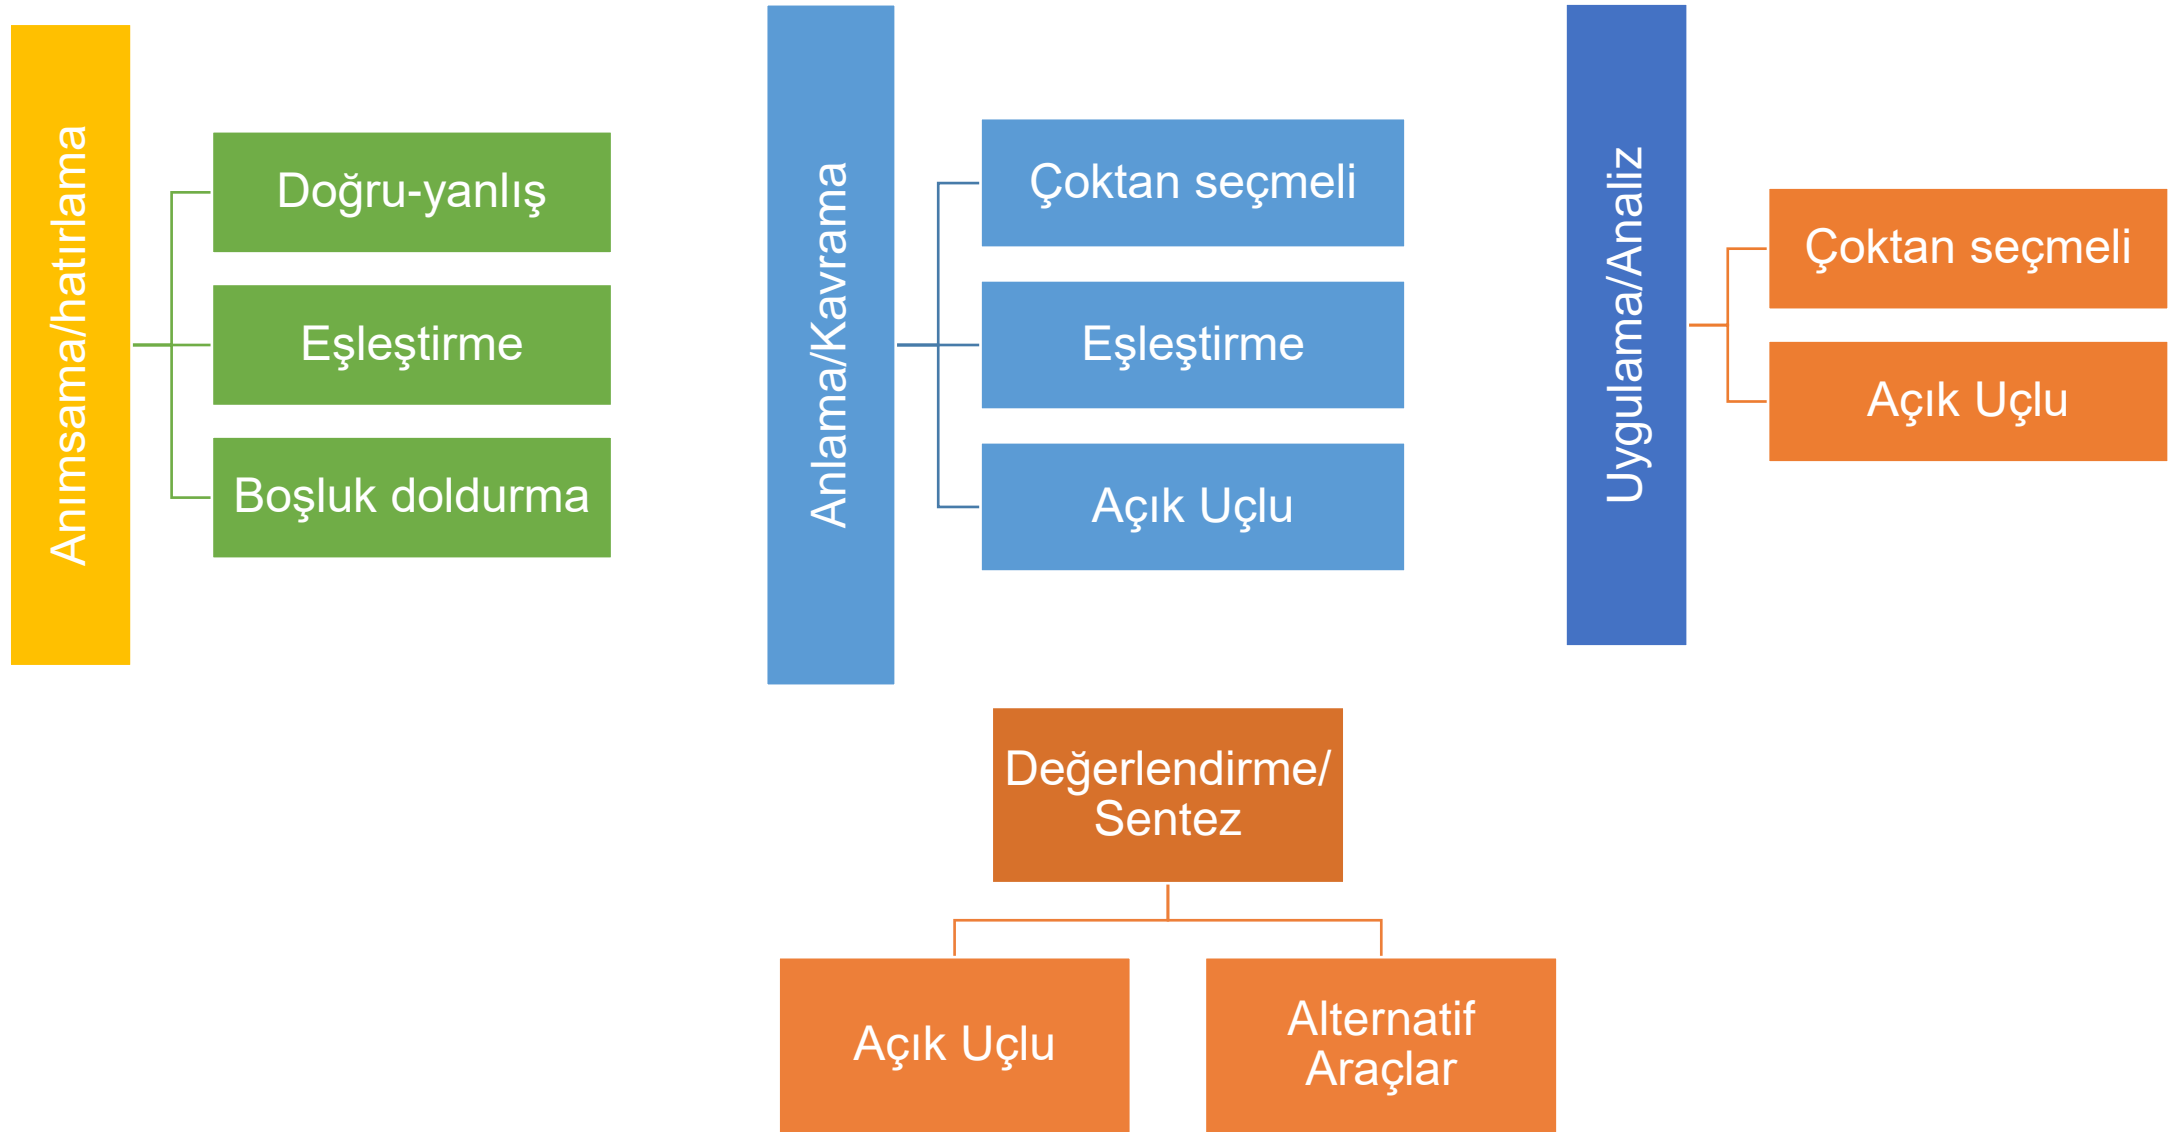 Anımsama/hatırlama
Doğru-yanlış
Eşleştirme
Boşluk doldurma
Anlama/Kavrama
Çoktan seçmeli
Eşleştirme
Açık Uçlu
Uygulama/Analiz
Çoktan seçmeli
Açık Uçlu
Değerlendirme/
Sentez
Açık Uçlu
Alternatif
Araçlar